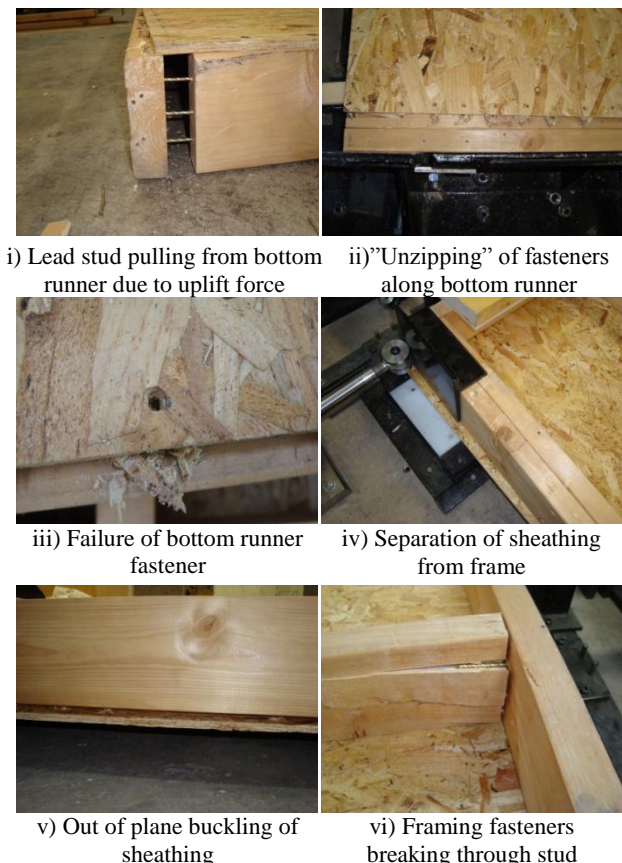 i) Lead stud pulling from bottom
runner due to uplift force
ii)”Unzipping” of fasteners
along bottom runner
iii) Failure of bottom runner
fastener
iv) Separation of sheathing
from frame
v) Out of plane buckling of
sheathing
vi) Framing fasteners
breaking through stud